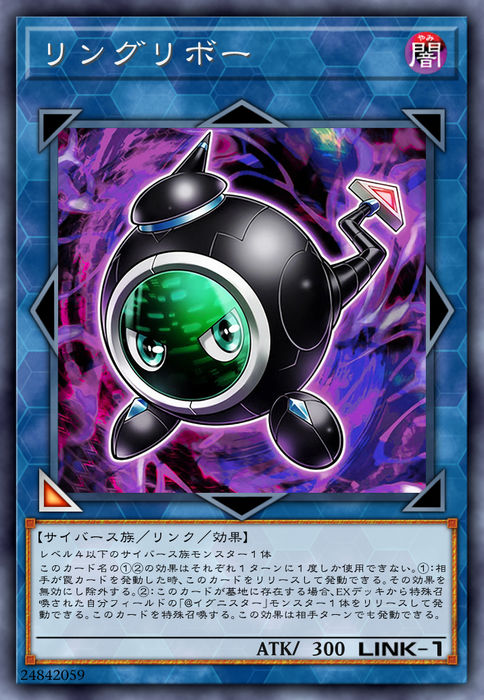 リングリボー
やみ
闇
【サイバース族／リンク／効果】
レベル4以下のサイバース族モンスター1体
このカード名の①②の効果はそれぞれ1ターンに1度しか使用できない。①：相
手が罠カードを発動した時、このカードをリリースして発動できる。その効果を
無効にし除外する。②：このカードが墓地に存在する場合、EXデッキから特殊召
喚された自分フィールドの「@イグニスター」モンスター1体をリリースして発
動できる。このカードを特殊召喚する。この効果は相手ターンでも発動できる。
ATK/ 300 LINK-1
24842059